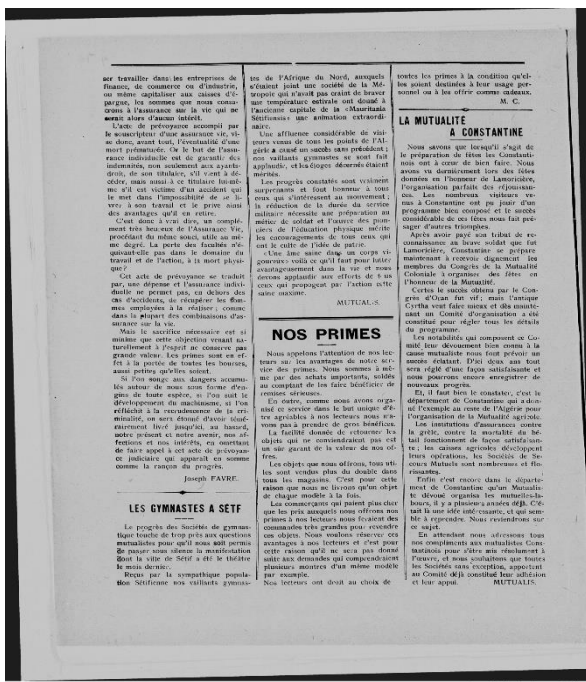 ser travailler dans les entreprises de
finance, de commerce ou d'industrie,
ou même capitaliser aux caisses d'é-
pargne, les sommes que nous consa-
crons à l'assurance sur la vie qui ne
serait alors d'aucun intérêt.
L'acte de prévoyance accompli par
le souscripteur d'une assurance vie, vi-
se donc, avant tout, l'éventualité d'une
mort prématurée. Or le but de l'assu-
rance individuelle est de garantir des
indemnités, non seulement aux ayants-
droit, de son titulaire, s'il vient à dé-
céder, mais aussi à ce titulaire lui-mê-
me s'il est victime d'un accident qui
le met dans l'impossibilité de se li-
vrer à son travail et le prive ainsi
des avantages qu'il en retire.
C'est donc à vrai dire, un complé-
ment très heureux de l'Assurance Vie,
procédant du même souci, utile au mê-
me degré. La perte des facultés n'é-
quivaut-elle pas dans le domaine du
travail et de l'action, à la mort physi-
que?
Cet acte de prévoyance se traduit
par une dépense et l'assurance indivi-
duelle ne permet pas, en dehors des
cas d'accidents, de récupérer les som-
mes employées à la réaliser; comme
dans la plupart des combinaisons d'as-
surance sur la vie.
Mais le sacrifice nécessaire est si
minime que cette objection venant na-
turellement à l'esprit ne conserve pas
grande valeur. Les primes sont en ef-
fet à la portée de toutes les bourses,
aussi petites qu'elles soient.
Si l'on songe aux dangers accumu-
lés autour de nous sous forme d'en-
gins de toute espèce, si l'on suit le
développement du machinisme, si l'on
réfléchit à la recrudescence de la cri-
minalité, on sera étonné d'avoir témé-
rairement livré jusqu'ici, au hasard,
notre présent et notre avenir, nos af-
fections et nos intérêts, en omettant
de faire appel à cet acte de prévoyan-
ce judiciaire qui apparaît en somme
comme la rançon du progrès.
Joseph FAVRE.
LES GYMNASTES A SÉTIF
Le progrès des Sociétés de gymnas-
tique touche de trop près aux questions
mutualistes pour qu'il nous soit permis
de passer sous silence la manifestation
dont la ville de Sétif a été le théâtre
le mois dernier.
Reçus par la sympathique popula-
tion Sétifienne nos vaillants gymnas-
tes de l'Afrique du Nord, auxquels
s'étaient joint une société de la Mé-
tropole qui n'avait pas craint de braver
une température estivale ont donné à
l'ancienne capitale de la «Mauritania
Sétifienne» une animation extraordi-
naire.
Une affluence considérable de visi-
teurs venus de tous les points de l'Al-
gérie a causé un succès sans précédent;
nos vaillants gymnastes se sont fait
applaudir, et les éloges décernés étaient
mérités.
Les progrès constatés sont vraiment
surprenants et font honneur à tous
ceux qui s'intéressent au mouvement;
la réduction de la durée du service
militaire nécessite une préparation au
métier de soldat et l'œuvre des pion-
niers de l'éducation physique mérite
les encouragements de tous ceux qui
ont le culte de l'idée de patrie.
«Une âme saine dans un corps vi-
goureux» voilà ce qu'il faut pour lutter
avantageusement dans la vie et nous
devons applaudir aux efforts de tous
ceux qui propagent par l'action cette
saine maxime.
MUTUALIS.
NOS PRIMES
Nous appelons l'attention de nos lec-
teurs sur les avantages de notre ser-
vice des primes. Nous sommes à mê-
me par des achats importants, soldés
au comptant de les faire bénéficier de
remises sérieuses.
En outre, comme nous avons orga-
nisé ce service dans le but unique d'ê-
tre agréables à nos lecteurs nous n'a-
vons pas à prendre de gros bénéfices.
La facilité donnée de retourner les
objets qui ne conviendraient pas est
un sûr garant de la valeur de nos of-
fres.
Les objets que nous offrons, tous uti-
les sont vendus plus du double dans
tous les magasins. C'est pour cette
raison que nous ne livrons qu'un objet
de chaque modèle à la fois.
Les commerçants qui paient plus cher
que les prix auxquels nous offrons nos
primes à nos lecteurs nous feraient des
commandes très grandes pour revendre
ces objets. Nous voulons réserver ces
avantages à nos lecteurs et c'est pour
cette raison qu'il ne sera pas donné
suite aux demandes qui comprendraient
plusieurs montres d'un même modèle
par exemple.
Nos lecteurs ont droit au choix de
toutes les primes à la condition qu'el-
les soient destinées à leur usage per-
sonnel ou à les offrir comme cadeaux.
M. C.
LA MUTUALITÉ
A CONSTANTINE
Nous savons que lorsqu'il s'agit de
la préparation de fêtes les Constanti-
nois ont à cœur de bien faire. Nous
avons vu dernièrement lors des fêtes
données en l'honneur de Lamoricière,
l'organisation parfaite des réjouissan-
ces. Les nombreux visiteurs ve-
nus à Constantine ont pu jouir d'un
programme bien composé et le succès
considérable de ces fêtes nous fait pré-
sager d'autres triomphes.
Après avoir payé son tribut de re-
connaissance au brave soldat que fut
Lamoricière, Constantine se prépare
maintenant à recevoir dignement les
membres du Congrès de la Mutualité
Coloniale à organiser des fêtes en
l'honneur de la Mutualité.
Certes le succès obtenu par le Con-
grès d'Oran fut vif; mais l'antique
Cyrtha veut faire mieux et dès mainte-
nant un Comité d'organisation a été
constitué pour régler tous les détails
du programme.
Les notabilités qui composent ce Co-
mité leur dévouement bien connu à la
cause mutualiste nous font prévoir un
succès éclatant. D'ici deux ans tout
sera réglé d'une façon satisfaisante et
nous pourrons encore enregistrer de
nouveaux progrès.
Et, il faut bien le constater, c'est le
département de Constantine qui a don-
né l'exemple au reste de l'Algérie pour
l'organisation de la Mutualité agricole.
Les institutions d'assurances contre
la grêle, contre la mortalité du bé-
tail fonctionnent de façon satisfaisan-
te; les caisses agricoles développent
leurs opérations, les Sociétés de Se-
cours Mutuels sont nombreuses et flo-
rissantes.
Enfin c'est encore dans le départe-
ment de Constantine qu'un Mutualis-
te dévoué organisa les mutuelles-la-
bours, il y a plusieurs années déjà. C'é-
tait là une idée intéressante, et qui sem-
ble à reprendre. Nous reviendrons sur
ce sujet.
En attendant nous adressons tous
nos compliments aux mutualistes Cons-
tantinois pour s'être mis résolument à
l'œuvre, et nous souhaitons que toutes
les Sociétés sans exception, apportent
au Comité déjà constitué leur adhésion
et leur appui. MUTUALIS.